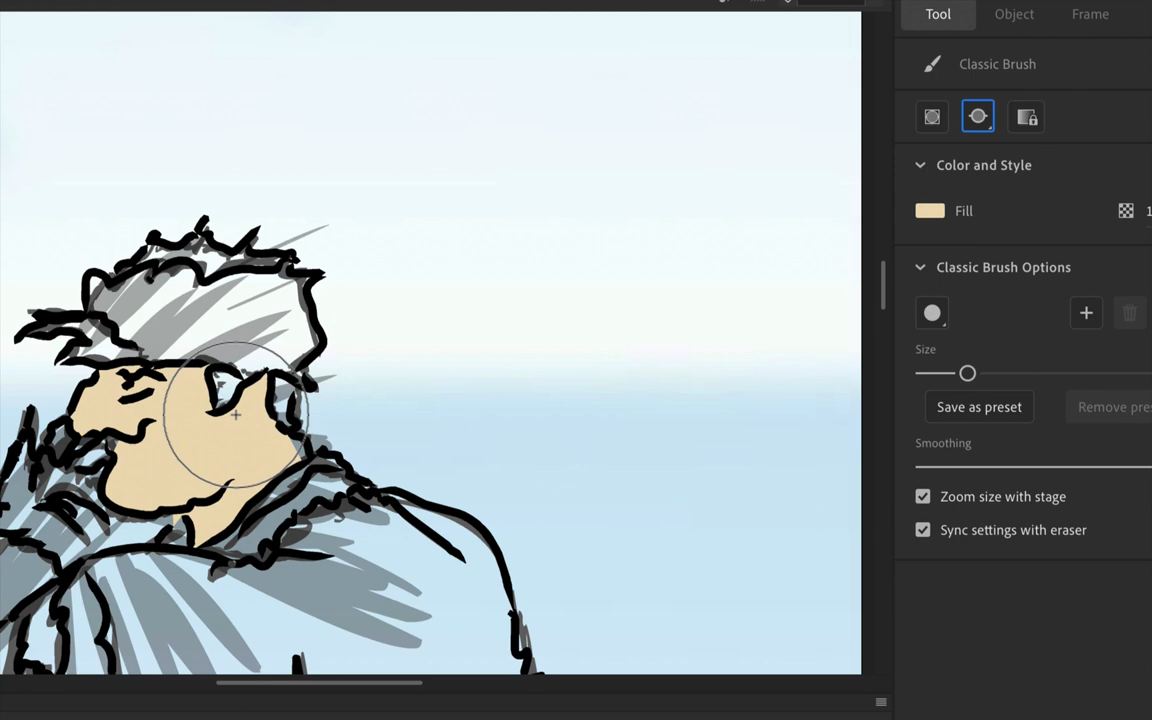 Tool Object Frame
Classic Brush
Color and Style
Fill
Classic Brush Options
Size
Save as preset Remove
Smoothing
Zoom size with stage
Sync settings with eraser